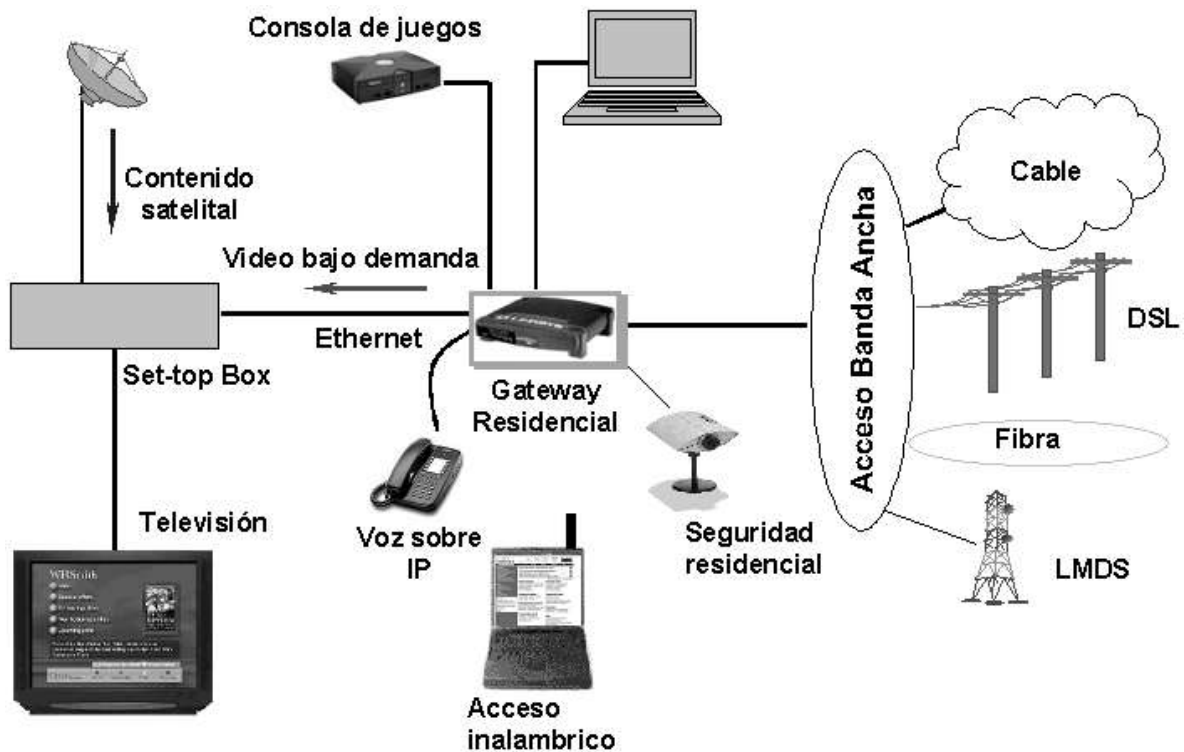 Consola de juegos
Contenido
satelital
Cable
Video bajo demanda
Acceso Banda Ancha
DSL
Ethernet
Set-top Box
Gateway
Residencial
Fibra
Televisión
Voz sobre
IP
Seguridad
residencial
LMDS
Acceso
inalambrico